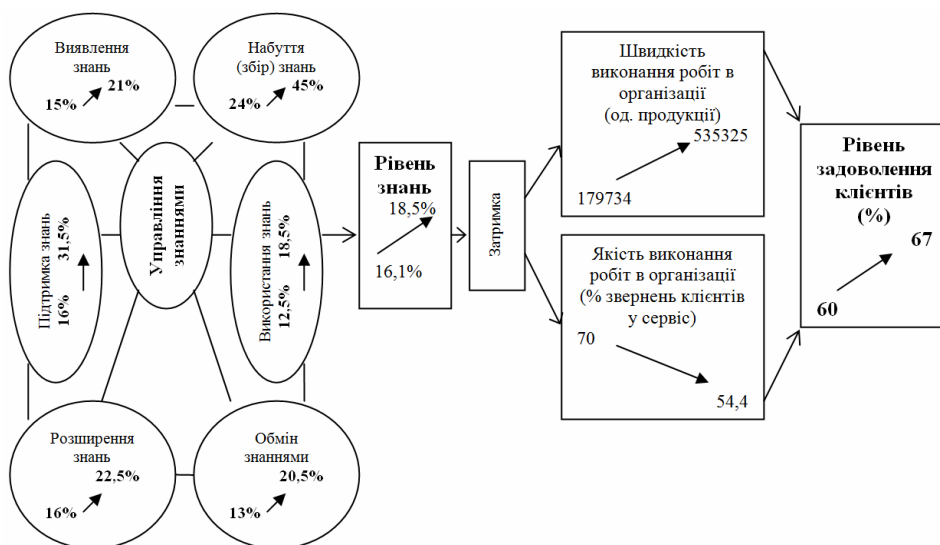 Виявлення
знань
21%
15%
Набуття
(збір) знань
45%
24%
Підтримка знань
16% 31,5%
Управління
знаннями
Використання знань
12,5% 18,5%
Розширення
знань
22,5%
16%
Обмін
знаннями
20,5%
13%
Рівень
знань
18,5%
16,1%
Затримка
Швидкість
виконання робіт в
організації
(од. продукції)
535325
179734
Якість виконання
робіт в організації
(% звернень клієнтів
у сервіс)
70
54,4
Рівень
задоволення
клієнтів
(%)
67
60